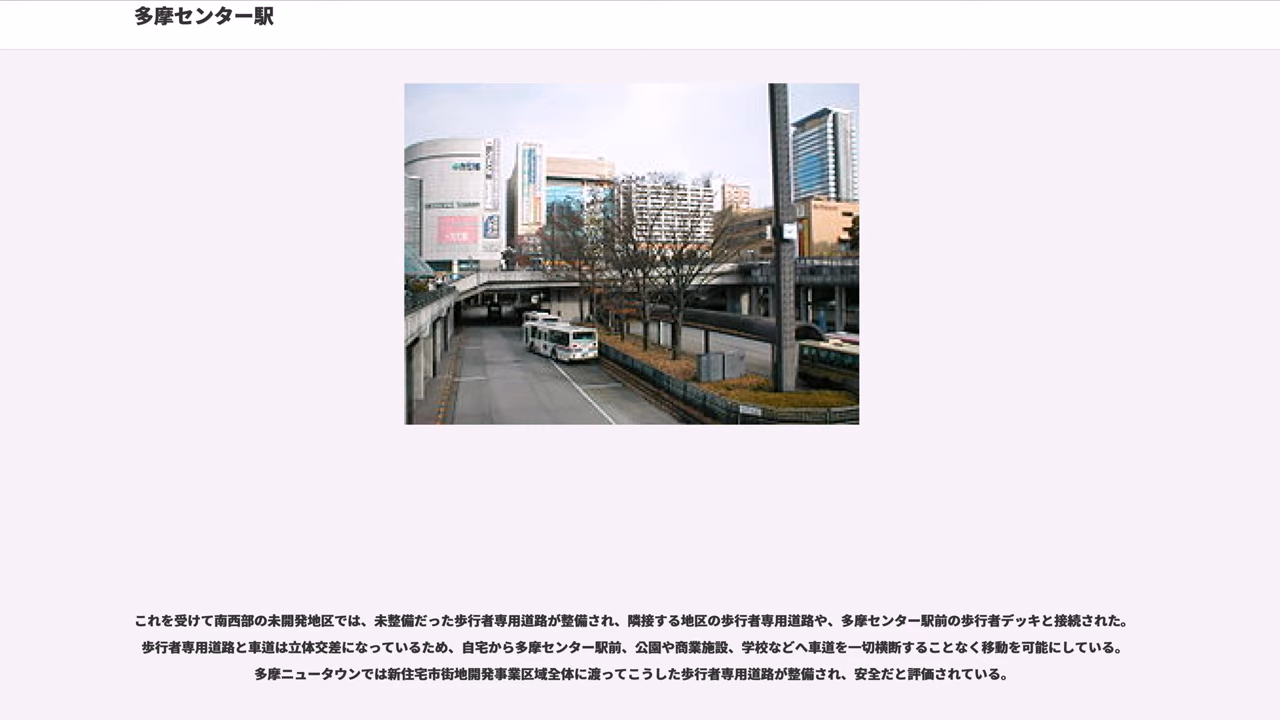 多摩センター駅
これを受けて南西部の未開発地区では、未整備だった歩行者専用道路が整備され、隣接する地区の歩行者専用道路や、多摩センター駅前の歩行者デッキと接続された。
歩行者専用道路と車道は立体交差になっているため、自宅から多摩センター駅前、公園や商業施設、学校などへ車道を一切横断することなく移動を可能にしている。
多摩ニュータウンでは新住宅市街地開発事業区域全体に渡ってこうした歩行者専用道路が整備され、安全だと評価されている。